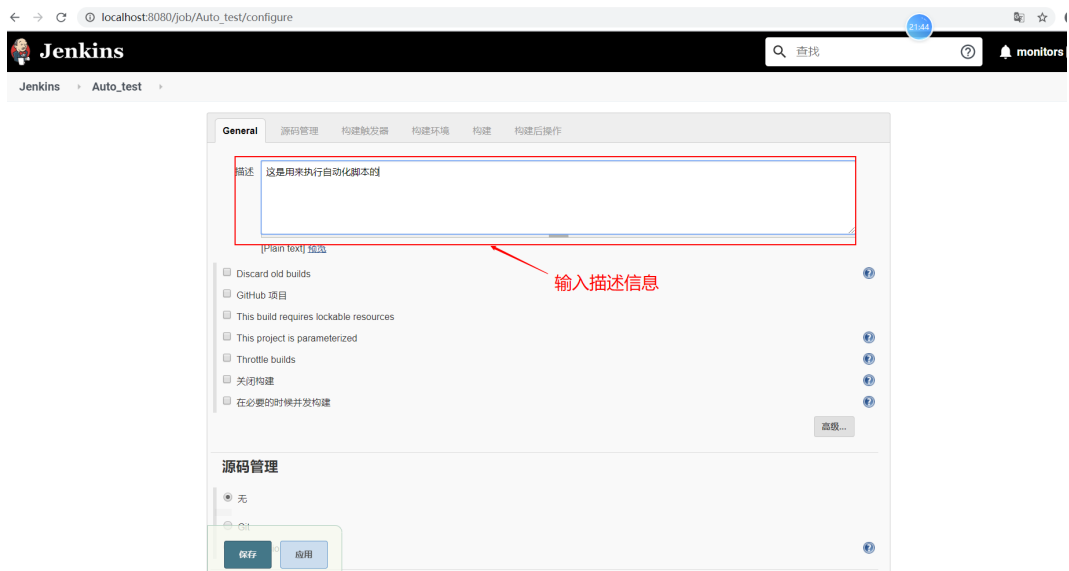 localhost:8080/job/Auto_test/configure
21:44
Jenkins
查找
monitors
Jenkins
Auto_test
General 源码管理 构建触发器 构建环境 构建 构建后操作
描述 这是用来执行自动化脚本的
[Plain text] 预览
输入描述信息
Discard old builds
GitHub 项目
This build requires lockable resources
This project is parameterized
Throttle builds
关闭构建
在必要的时候并发构建
高级...
源码管理
无
Git
保存 应用